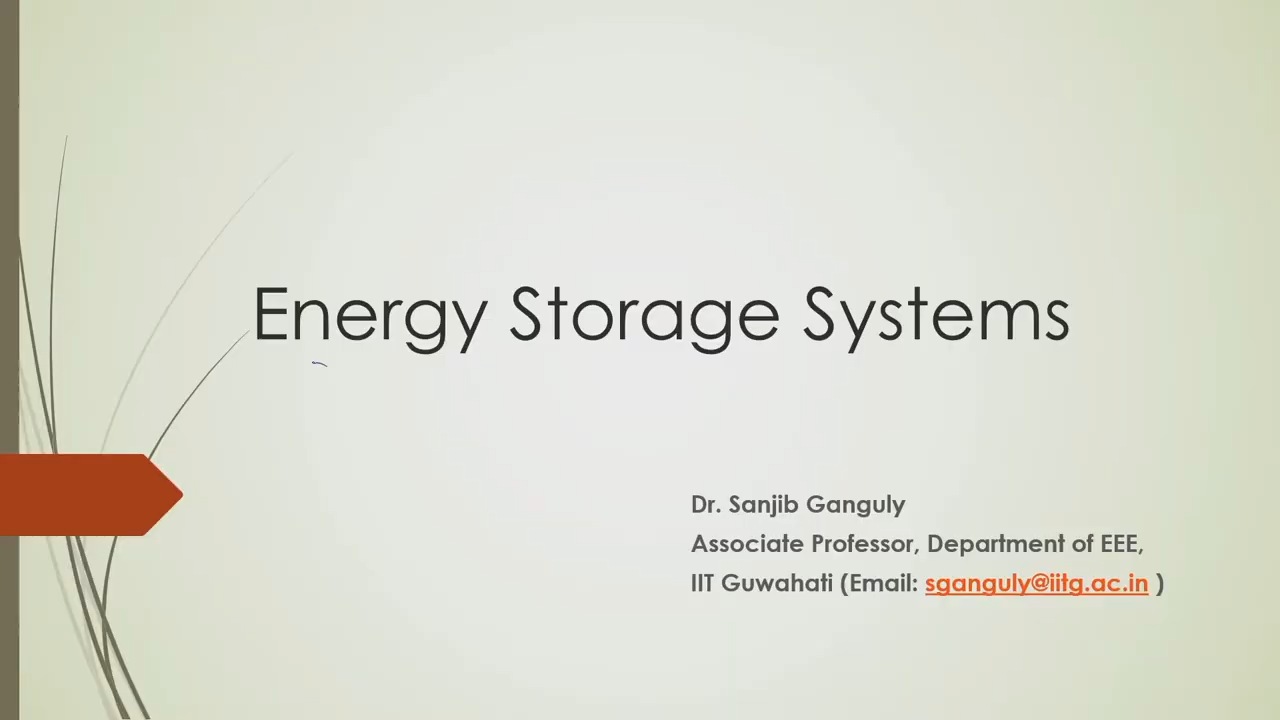 Energy Storage Systems
Dr. Sanjib Ganguly
Associate Professor, Department of EEE,
IIT Guwahati (Email: sganguly@iitg.ac.in )